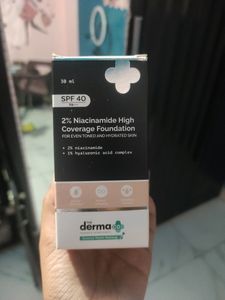 30 ml
SPF 40
2% Niacinamide High
Coverage Foundation
FOR EVEN TONED AND HYDRATED SKIN
+ 2% niacinamide
+ 1% hyaluronic acid complex
the
derma
co